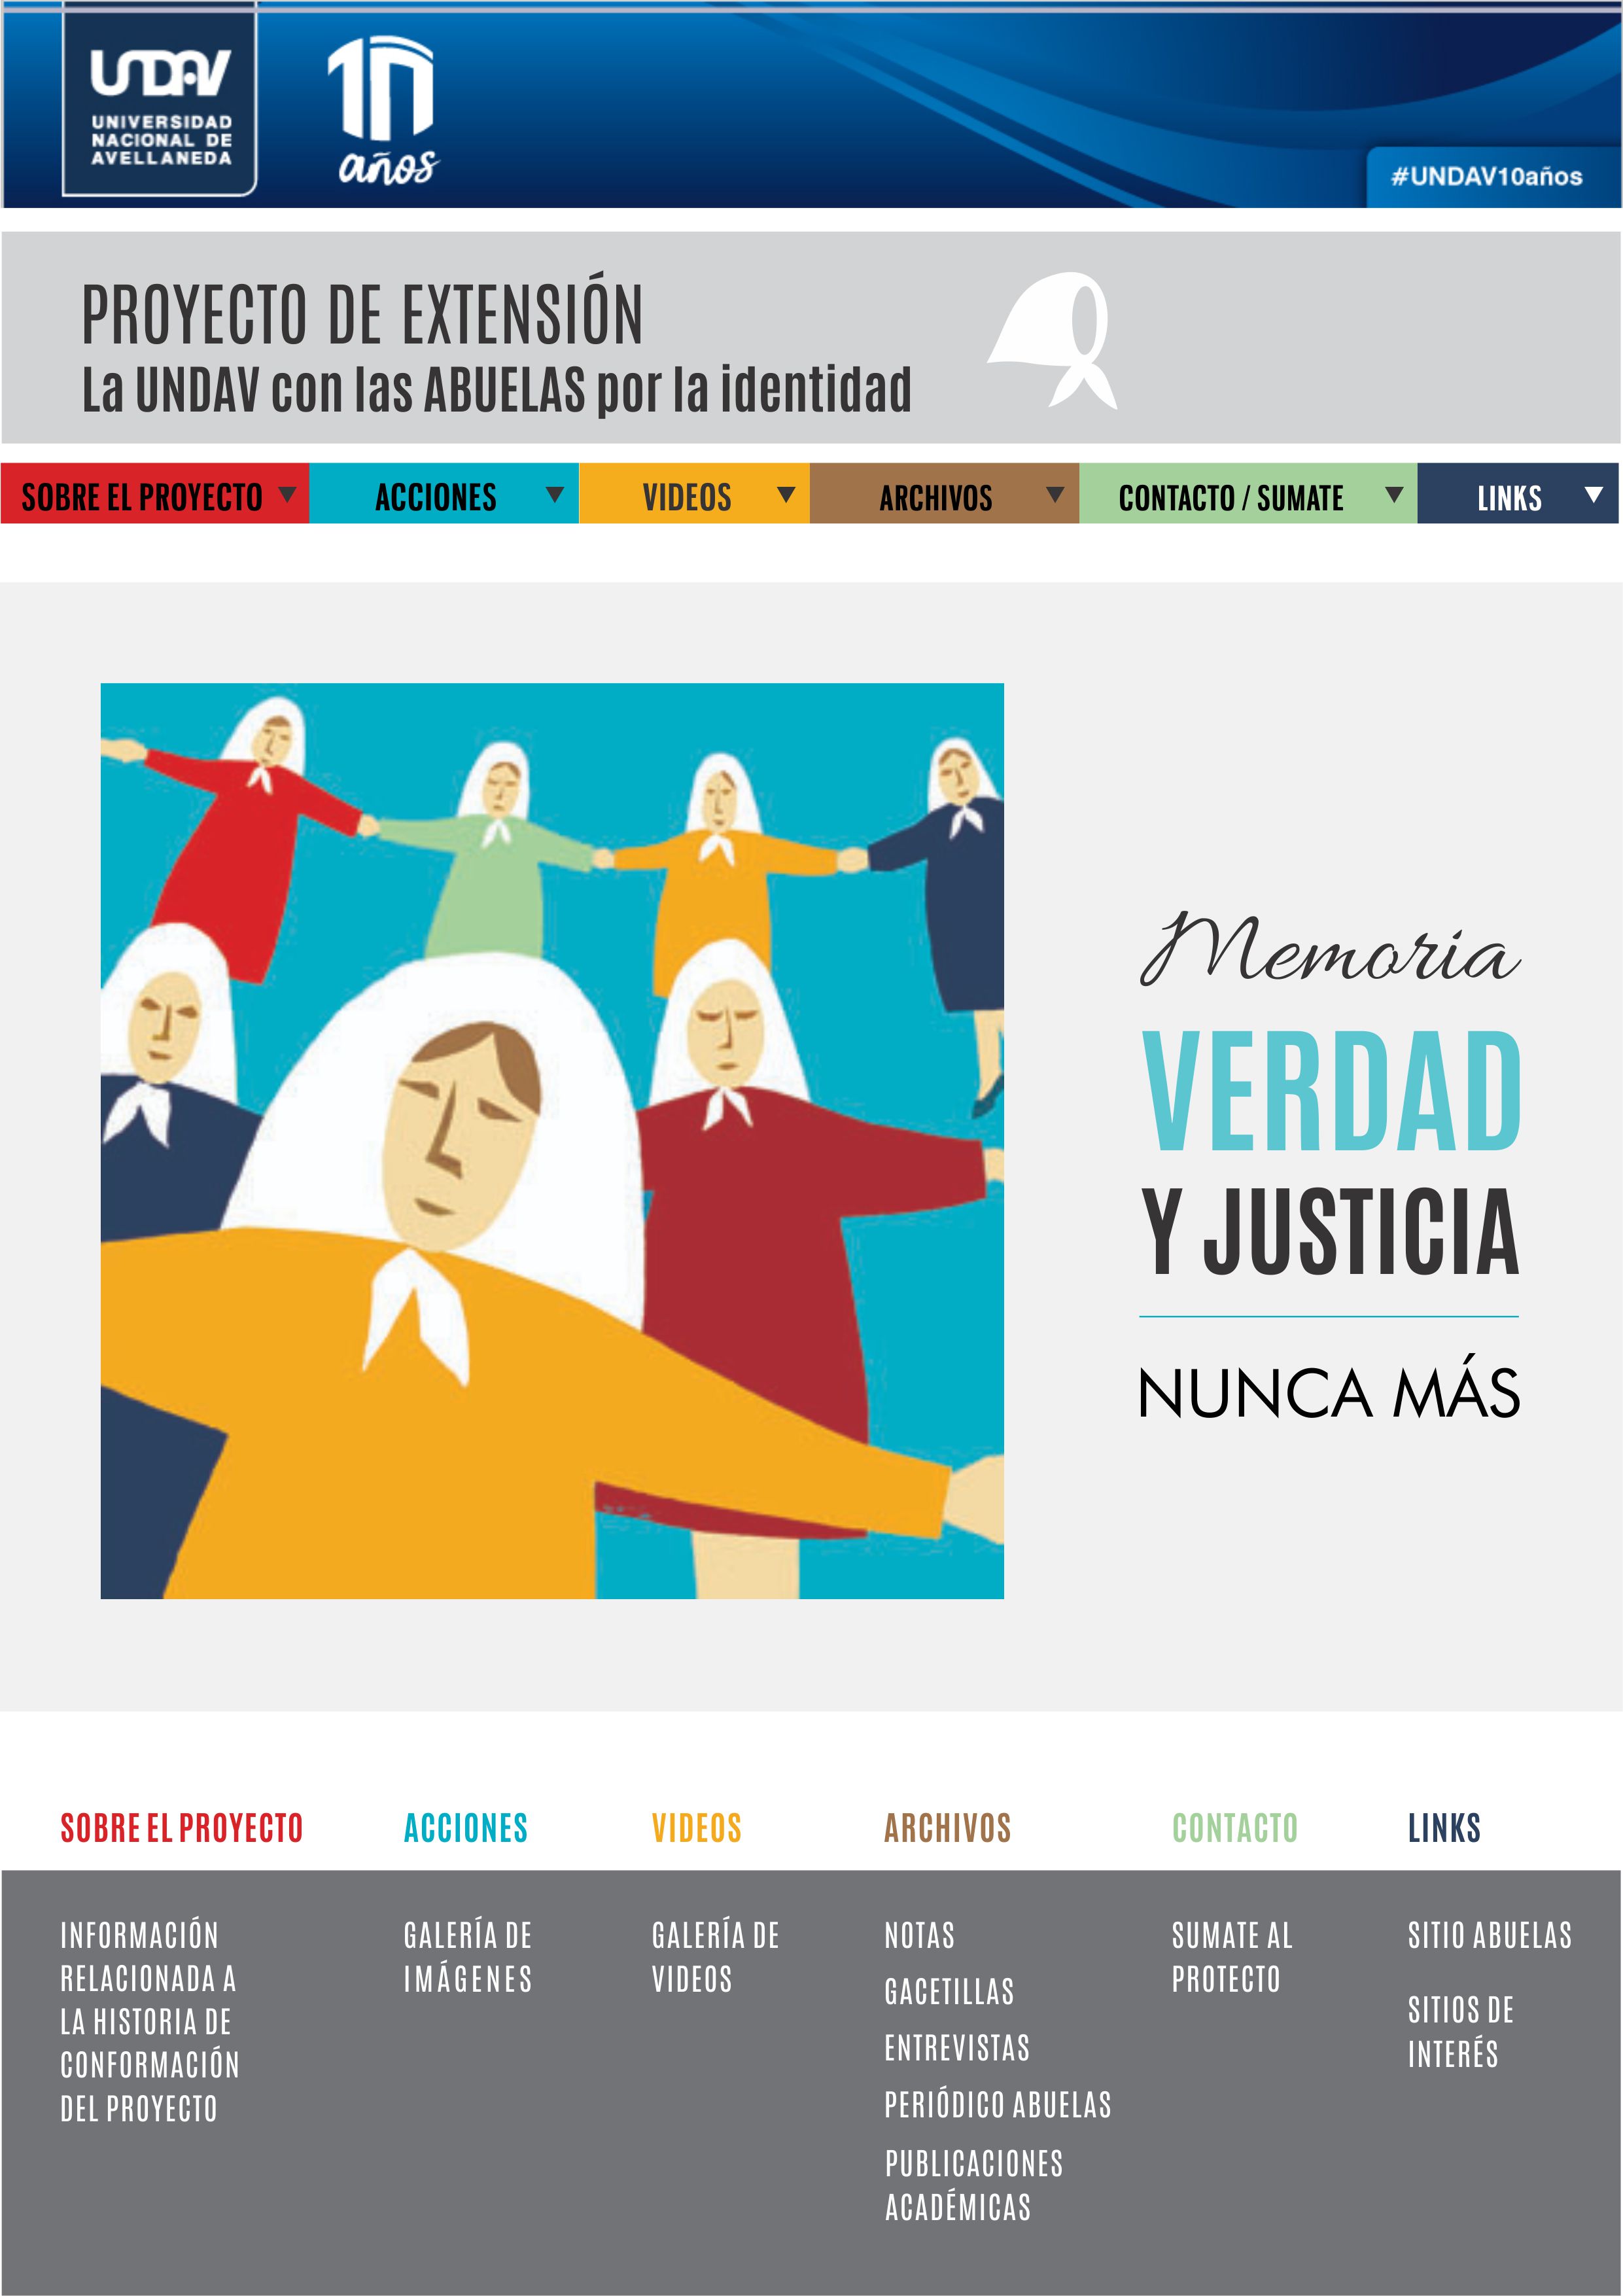 UNDAV
UNIVERSIDAD
NACIONAL DE
AVELLANEDA
10
años
#UNDAV10años
PROYECTO DE EXTENSIÓN
La UNDAV con las ABUELAS por la identidad
SOBRE EL PROYECTO
ACCIONES
VIDEOS
ARCHIVOS
CONTACTO / SUMATE
LINKS
Memoria
VERDAD
Y JUSTICIA
NUNCA MÁS
SOBRE EL PROYECTO
INFORMACIÓN
RELACIONADA A
LA HISTORIA DE
CONFORMACIÓN
DEL PROYECTO
ACCIONES
GALERÍA DE
IMÁGENES
VIDEOS
GALERÍA DE
VIDEOS
ARCHIVOS
NOTAS
GACETILLAS
ENTREVISTAS
PERIÓDICO ABUELAS
PUBLICACIONES
ACADÉMICAS
CONTACTO
SUMATE AL
PROTECTO
LINKS
SITIO ABUELAS
SITIOS DE
INTERÉS